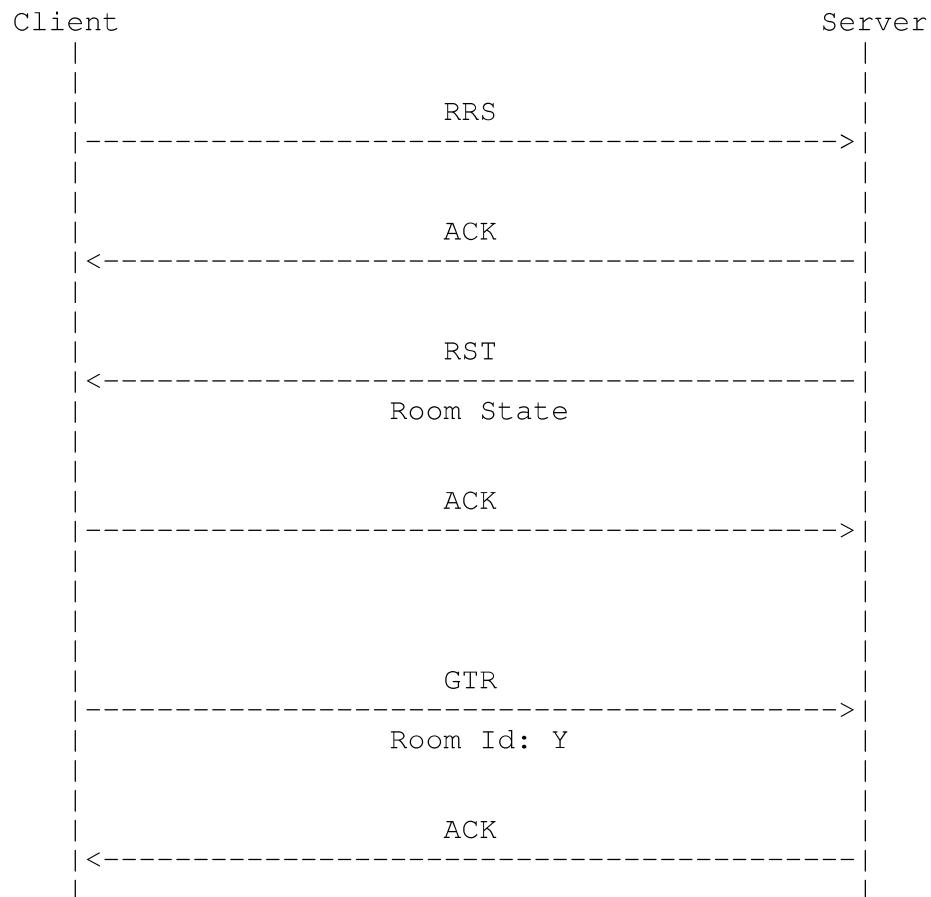 Client Server
RRS
ACK
RST
Room State
ACK
GTR
Room Id: Y
ACK